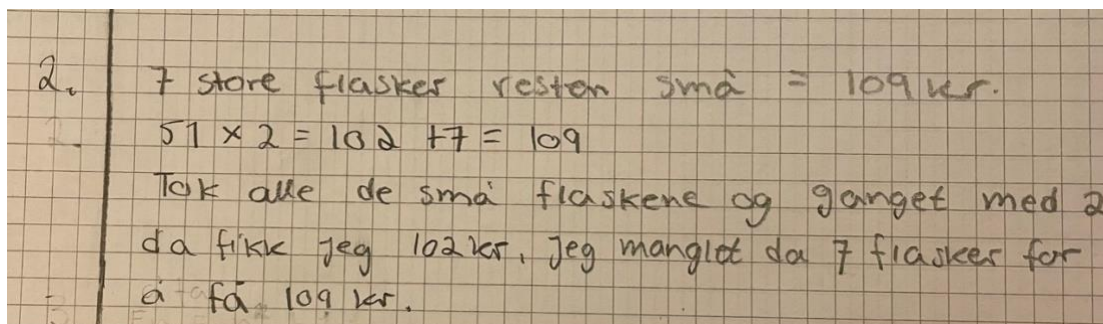 2. 7 store flasker resten små = 109 kr.
51 × 2 = 102 + 7 = 109
Tok alle de små flaskene og ganget med 2
da fikk jeg 102 kr, jeg manglet da 7 flasker for
å få 109 kr.